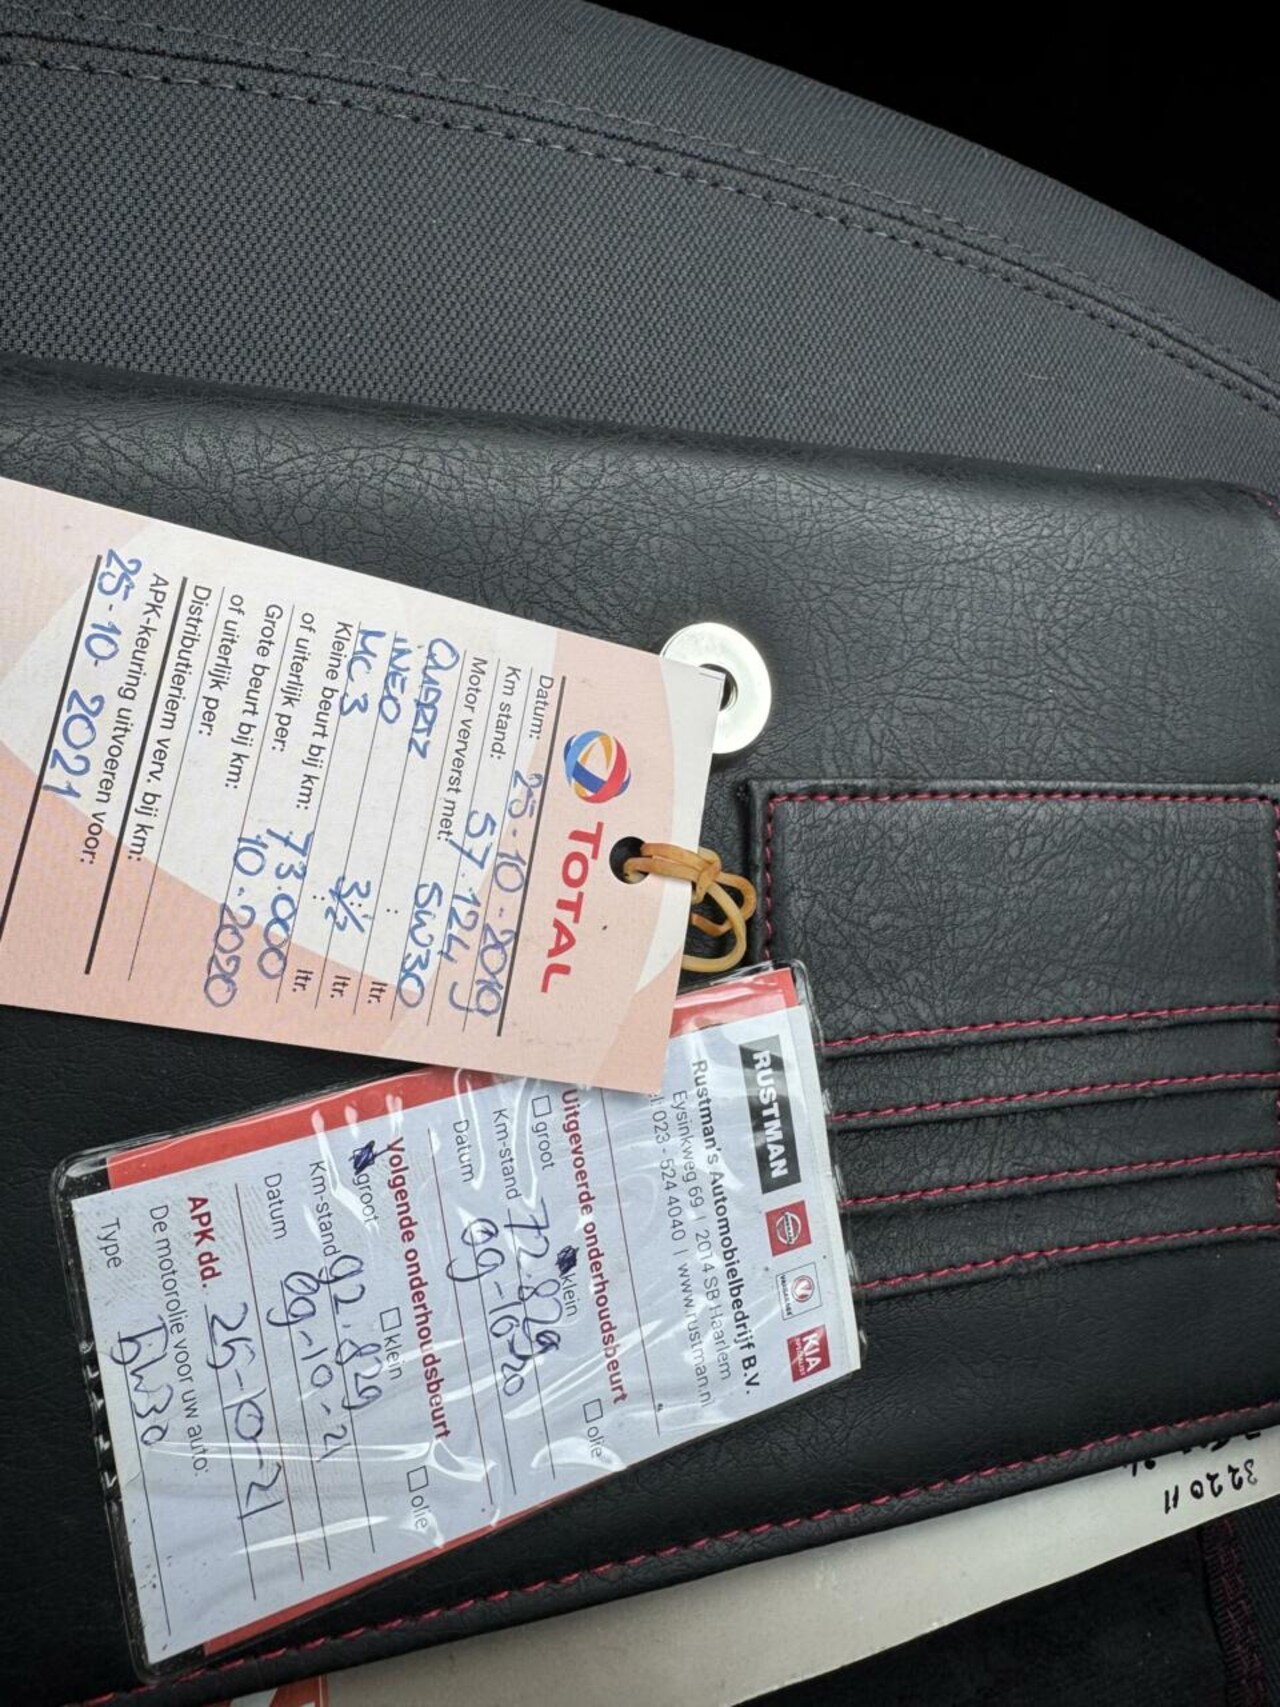 TOTAL
Datum: 25-10-2010
Km stand: 57.124
Motor ververst met:
QUARTZ 5W30 ltr.
INEO : ltr.
MC3 3½ ltr.
Kleine beurt bij km:
of uiterlijk per:
Grote beurt bij km: 73.000
of uiterlijk per: 10-2020
Distributieriem verv. bij km:
APK-keuring uitvoeren voor:
25-10-2021
RUSTMAN KIA
Rustman's Automobielbedrijf B.V.
Eysinkweg 69 | 2014 SB Haarlem
023 - 524 4040 | www.rustman.nl
Uitgevoerde onderhoudsbeurt
groot klein olie
Km-stand 72.829
Datum 09-10-20
Volgende onderhoudsbeurt
groot klein olie
Km-stand 92.829
Datum 09-10-21
APK dd. 25-10-21
De motorolie voor uw auto:
Type 5W30
322011